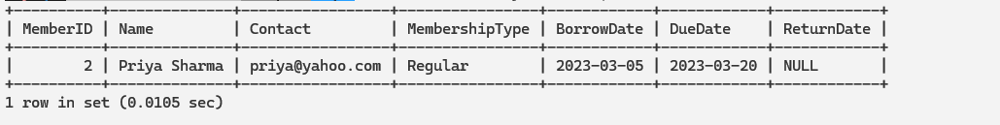 +----------+--------------+-----------------+----------------+------------+------------+------------+
| MemberID | Name         | Contact         | MembershipType | BorrowDate | DueDate    | ReturnDate |
+----------+--------------+-----------------+----------------+------------+------------+------------+
|        2 | Priya Sharma | priya@yahoo.com | Regular        | 2023-03-05 | 2023-03-20 | NULL       |
+----------+--------------+-----------------+----------------+------------+------------+------------+
1 row in set (0.0105 sec)